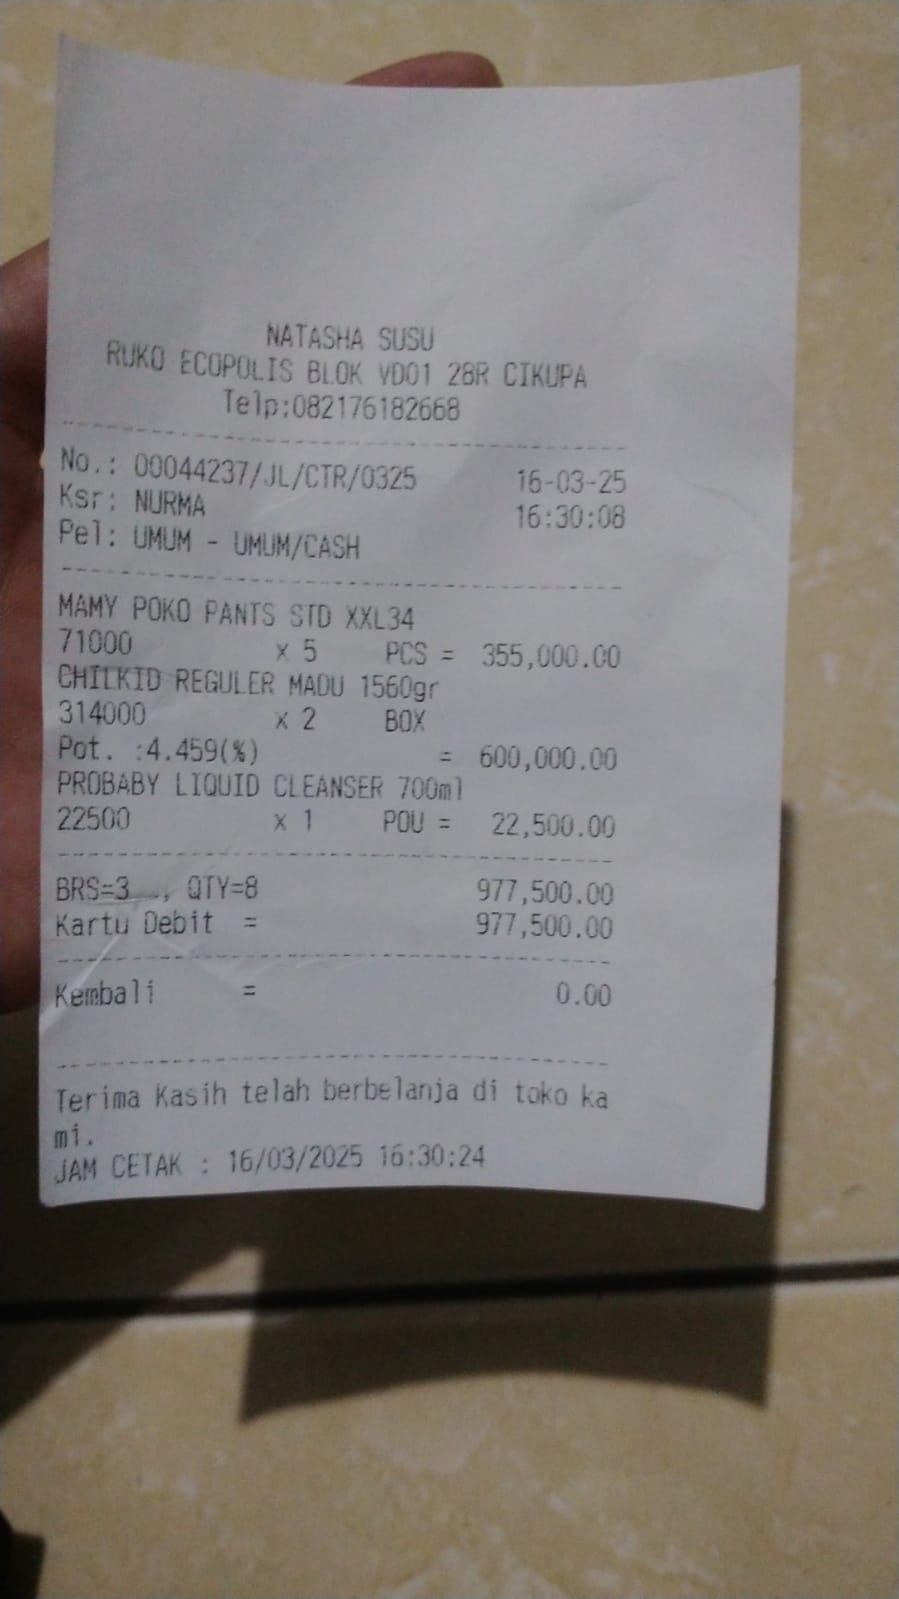 NATASHA SUSU
RUKO ECOPOLIS BLOK VD01 28R CIKUPA
Telp:082176182668
No.: 00044237/JL/CTR/0325 16-03-25
Ksr: NURMA 16:30:08
Pel: UMUM - UMUM/CASH
MAMY POKO PANTS STD XXL34
71000 x 5 PCS = 355,000.00
CHILKID REGULER MADU 1560gr
314000 x 2 BOX
Pot. :4.459(%) = 600,000.00
PROBABY LIQUID CLEANSER 700ml
22500 x 1 POU = 22,500.00
BRS=3 , QTY=8 977,500.00
Kartu Debit = 977,500.00
Kembali = 0.00
Terima Kasih telah berbelanja di toko ka
mi.
JAM CETAK : 16/03/2025 16:30:24